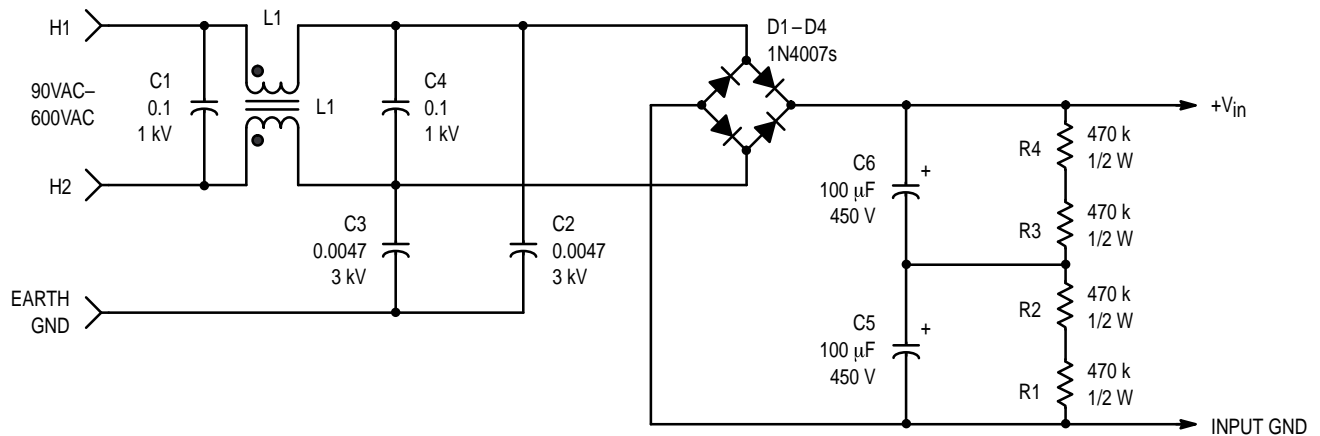 H1
90VAC–
600VAC
H2
EARTH
GND
C1
0.1
1 kV
L1
L1
C4
0.1
1 kV
C3
0.0047
3 kV
C2
0.0047
3 kV
D1–D4
1N4007s
C6
100 µF
450 V
+
C5
100 µF
450 V
+
R4
470 k
1/2 W
R3
470 k
1/2 W
R2
470 k
1/2 W
R1
470 k
1/2 W
+Vin
INPUT GND